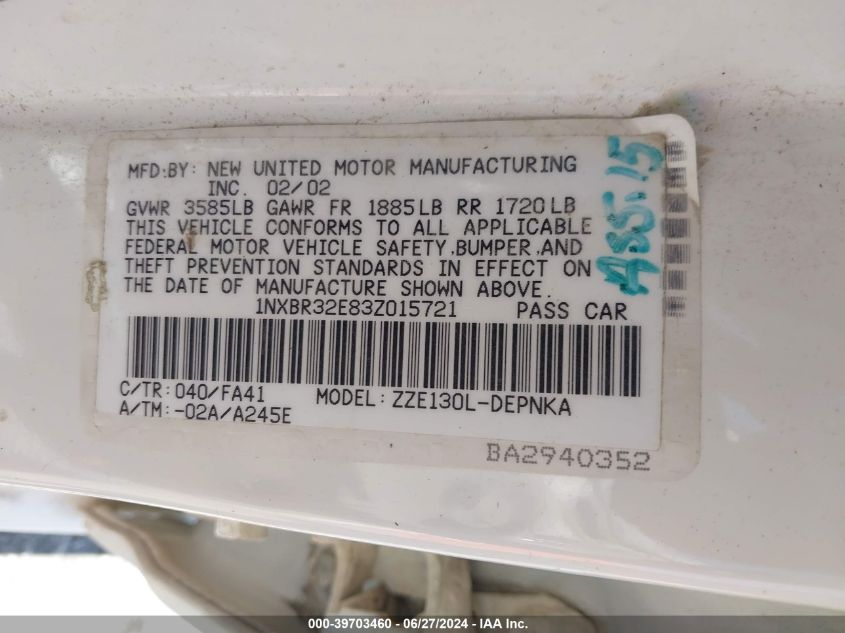 MFD.BY: NEW UNITED MOTOR MANUFACTURING
INC. 02/02
GVWR 3585LB GAWR FR 1885LB RR 1720LB
THIS VEHICLE CONFORMS TO ALL APPLICABLE
FEDERAL MOTOR VEHICLE SAFETY,BUMPER,AND
THEFT PREVENTION STANDARDS IN EFFECT ON
THE DATE OF MANUFACTURE SHOWN ABOVE.
1NXBR32E83Z015721 PASS CAR
C/TR:040/FA41 MODEL:ZZE130L-DEPNKA
A/TM:-02A/A245E
BA2940352
ASS.15
000-39703460 - 06/27/2024 - IAA Inc.